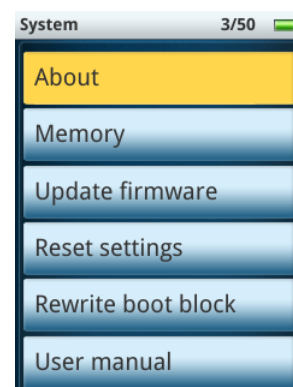 System 3/50
About
Memory
Update firmware
Reset settings
Rewrite boot block
User manual